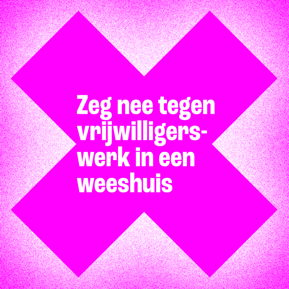 Zeg nee tegen
vrijwilligers-
werk in een
weeshuis